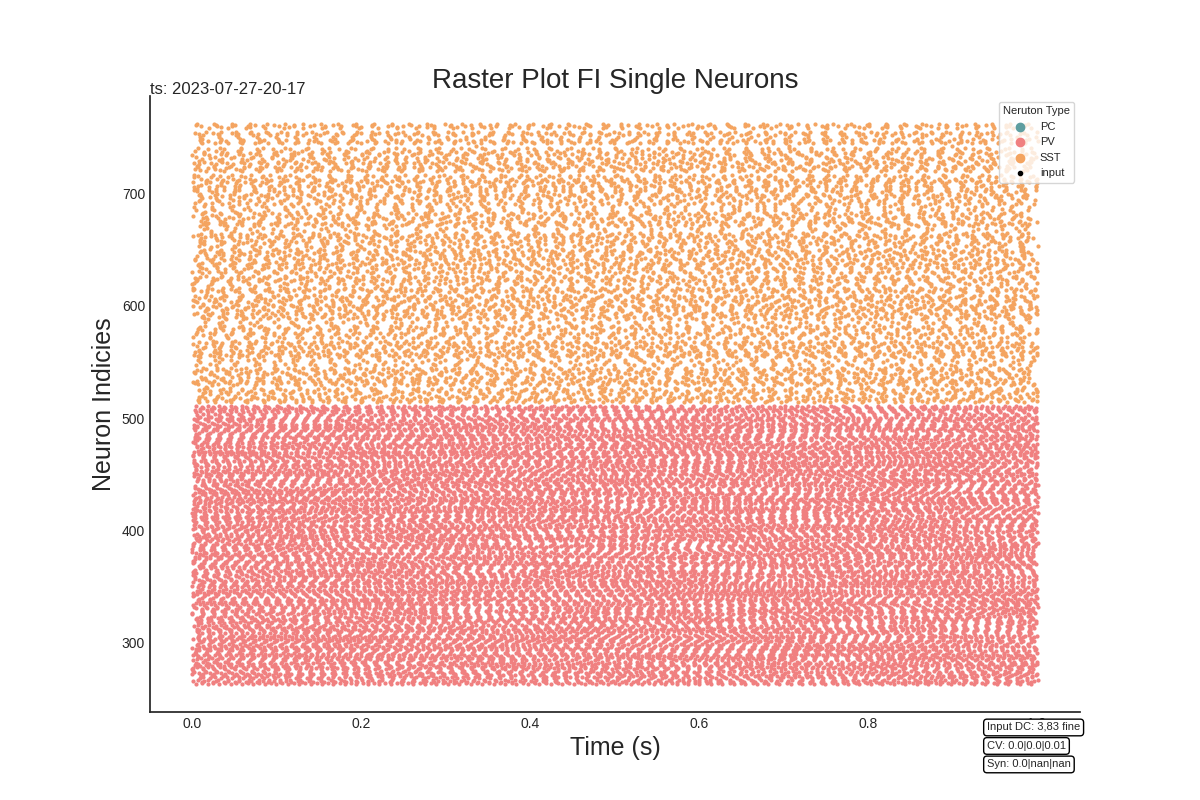 Raster Plot FI Single Neurons
ts: 2023-07-27-20-17
Neruton Type
PC
PV
SST
input
Neuron Indicies
700
600
500
400
300
0.0 0.2 0.4 0.6 0.8
Time (s)
Input DC: 3,83 fine
CV: 0.0|0.0|0.01
Syn: 0.0|nan|nan